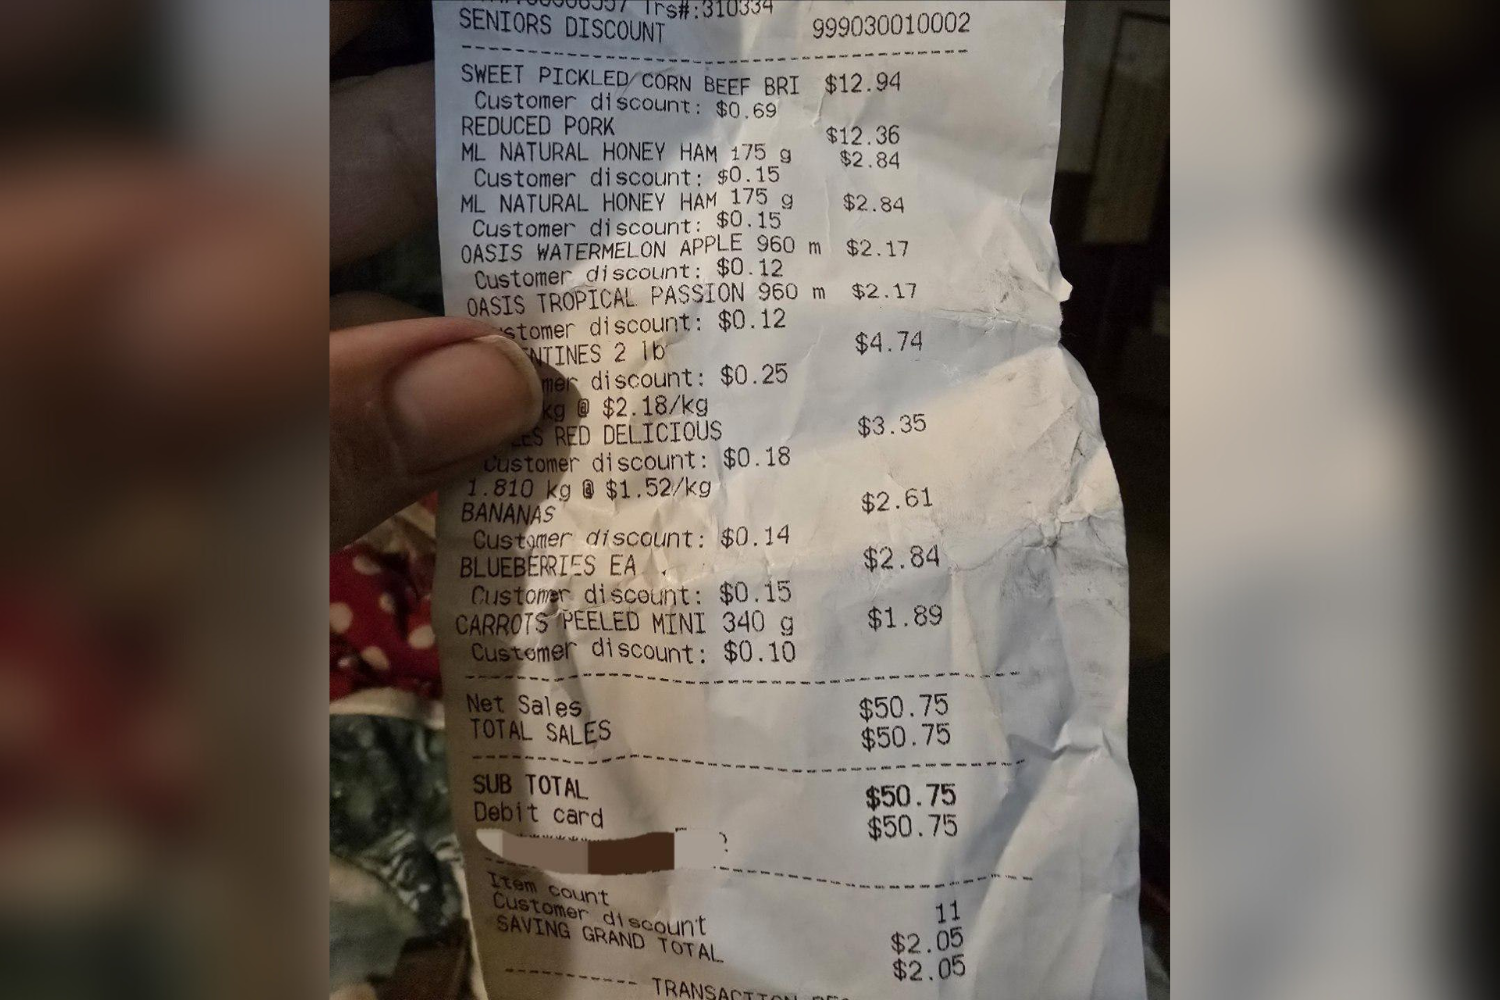 Trs#:310334
SENIORS DISCOUNT 999030010002
SWEET PICKLED/CORN BEEF BRI $12.94
Customer discount: $0.69
REDUCED PORK $12.36
ML NATURAL HONEY HAM 175 g $2.84
Customer discount: $0.15
ML NATURAL HONEY HAM 175 g $2.84
Customer discount: $0.15
OASIS WATERMELON APPLE 960 m $2.17
Customer discount: $0.12
OASIS TROPICAL PASSION 960 m $2.17
discount: $0.12
2 lb $4.74
discount: $0.25
kg @ $2.18/kg
RED DELICIOUS $3.35
Customer discount: $0.18
1.810 kg @ $1.52/kg
BANANAS $2.61
Customer discount: $0.14
BLUEBERRIES EA $2.84
Customer discount: $0.15
CARROTS PEELED MINI 340 g $1.89
Customer discount: $0.10
Net Sales $50.75
TOTAL SALES $50.75
SUB TOTAL $50.75
Debit card $50.75
Item count 11
Customer discount $2.05
SAVING GRAND TOTAL $2.05
TRANSACTION